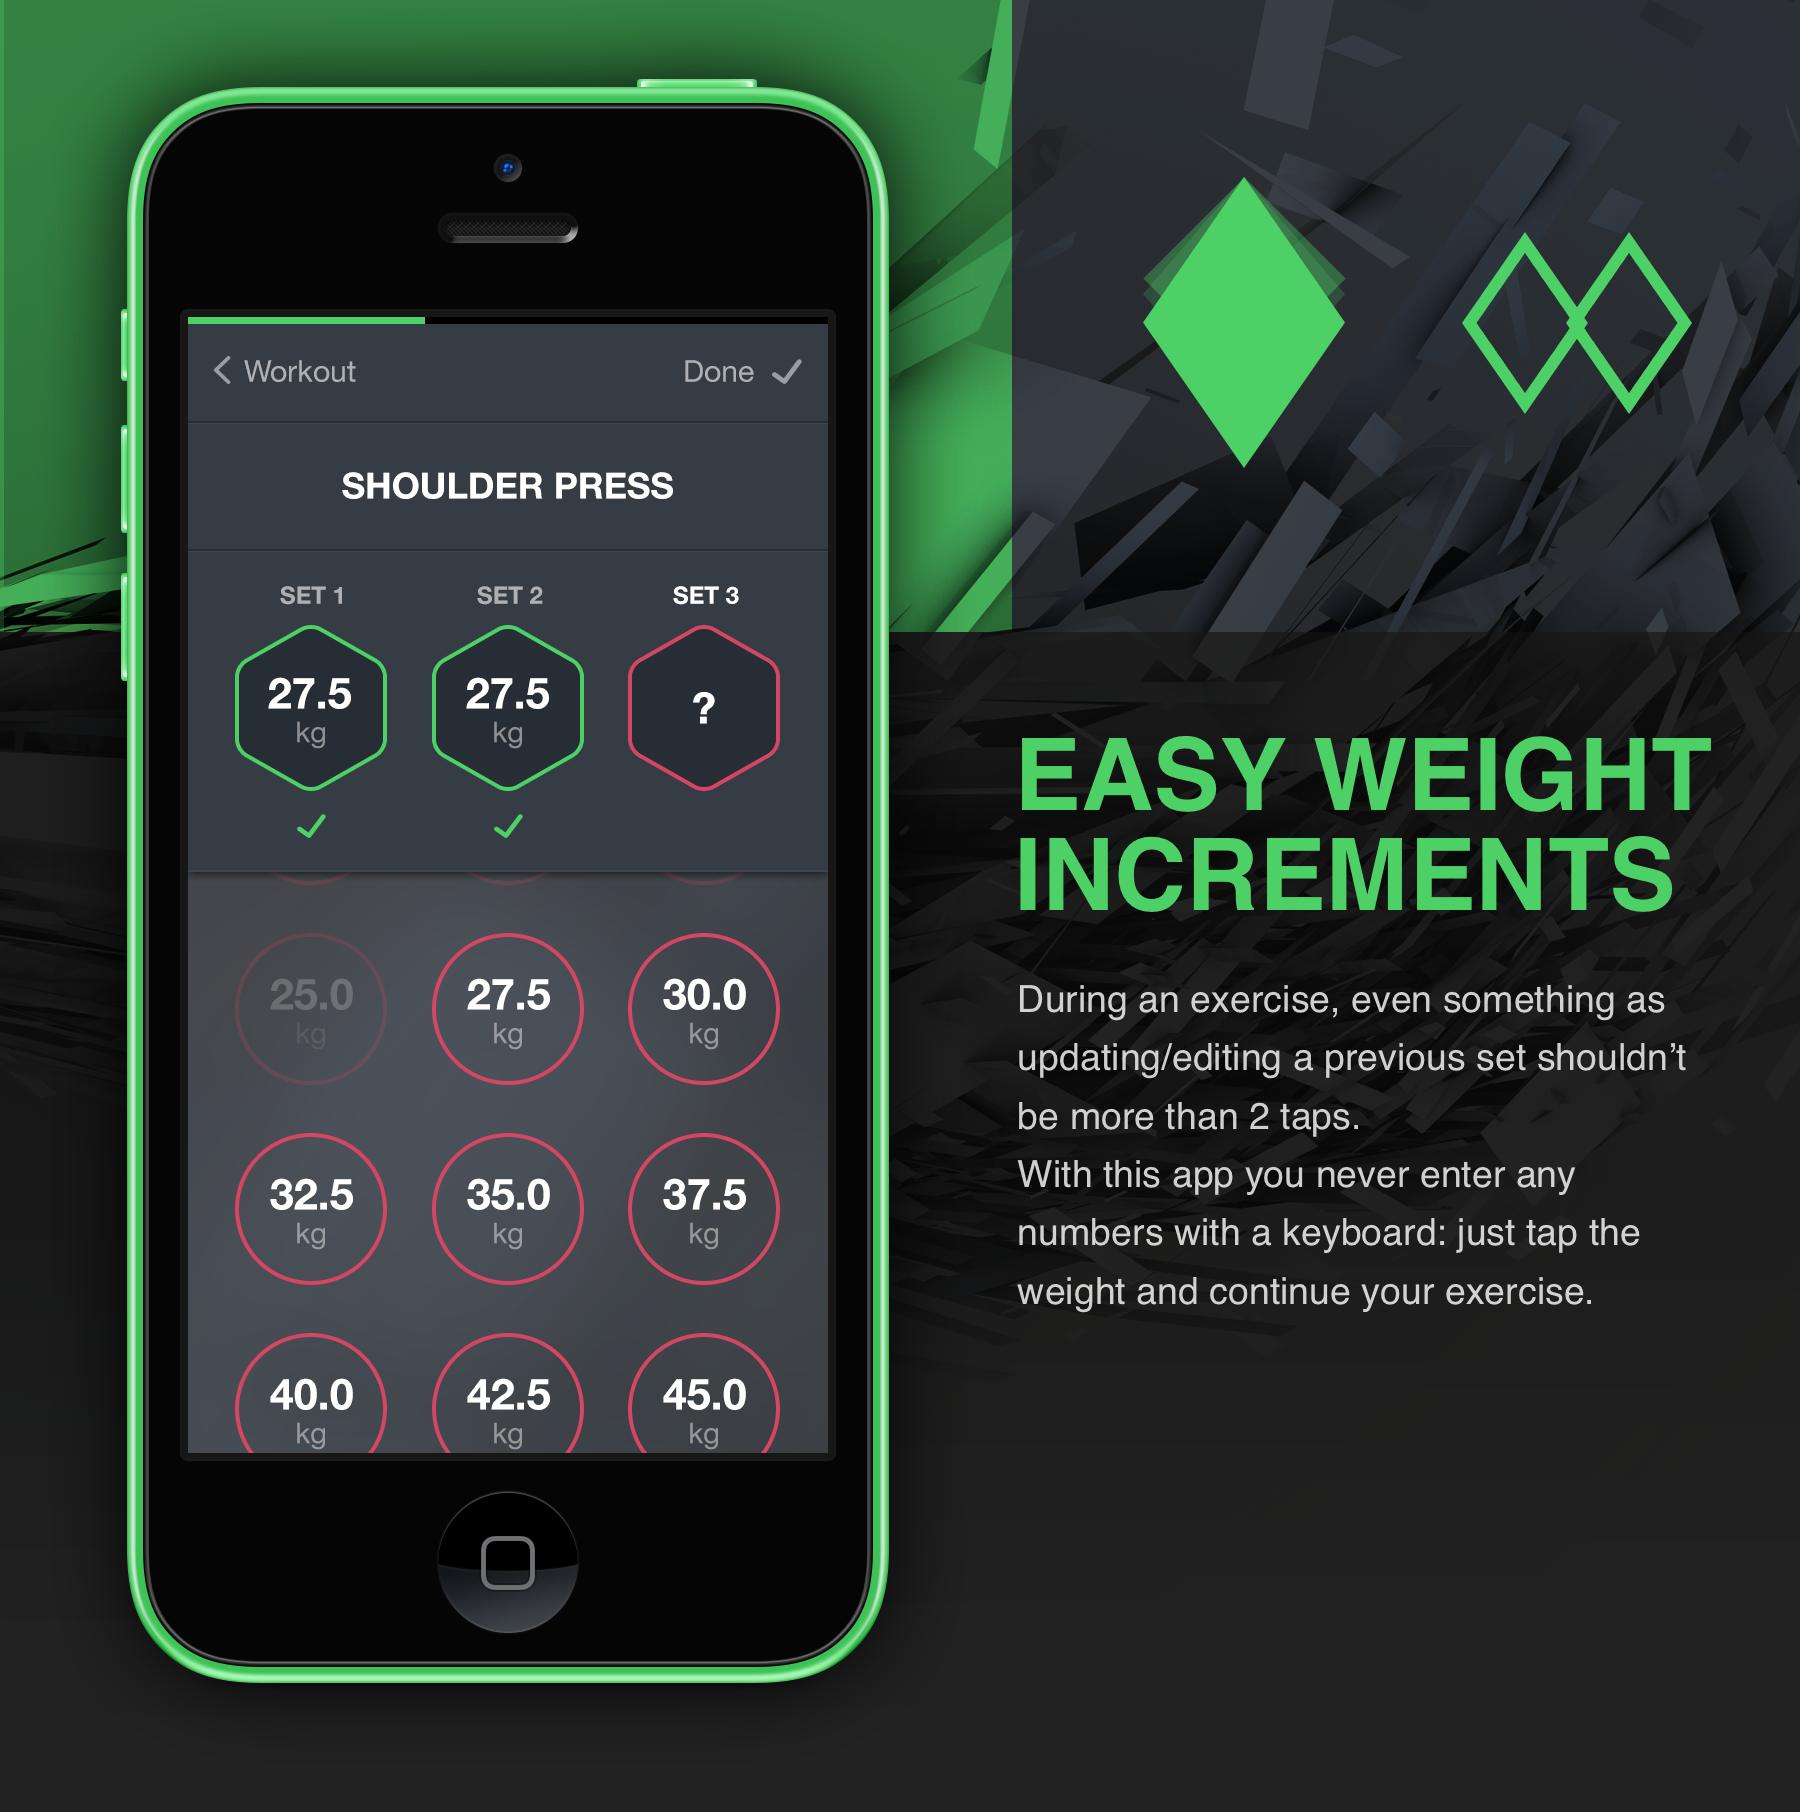 Workout
Done
SHOULDER PRESS
SET 1
SET 2
SET 3
27.5
kg
27.5
kg
?
25.0
kg
27.5
kg
30.0
kg
32.5
kg
35.0
kg
37.5
kg
40.0
kg
42.5
kg
45.0
kg
EASY WEIGHT
INCREMENTS
During an exercise, even something as
updating/editing a previous set shouldn’t
be more than 2 taps.
With this app you never enter any
numbers with a keyboard: just tap the
weight and continue your exercise.